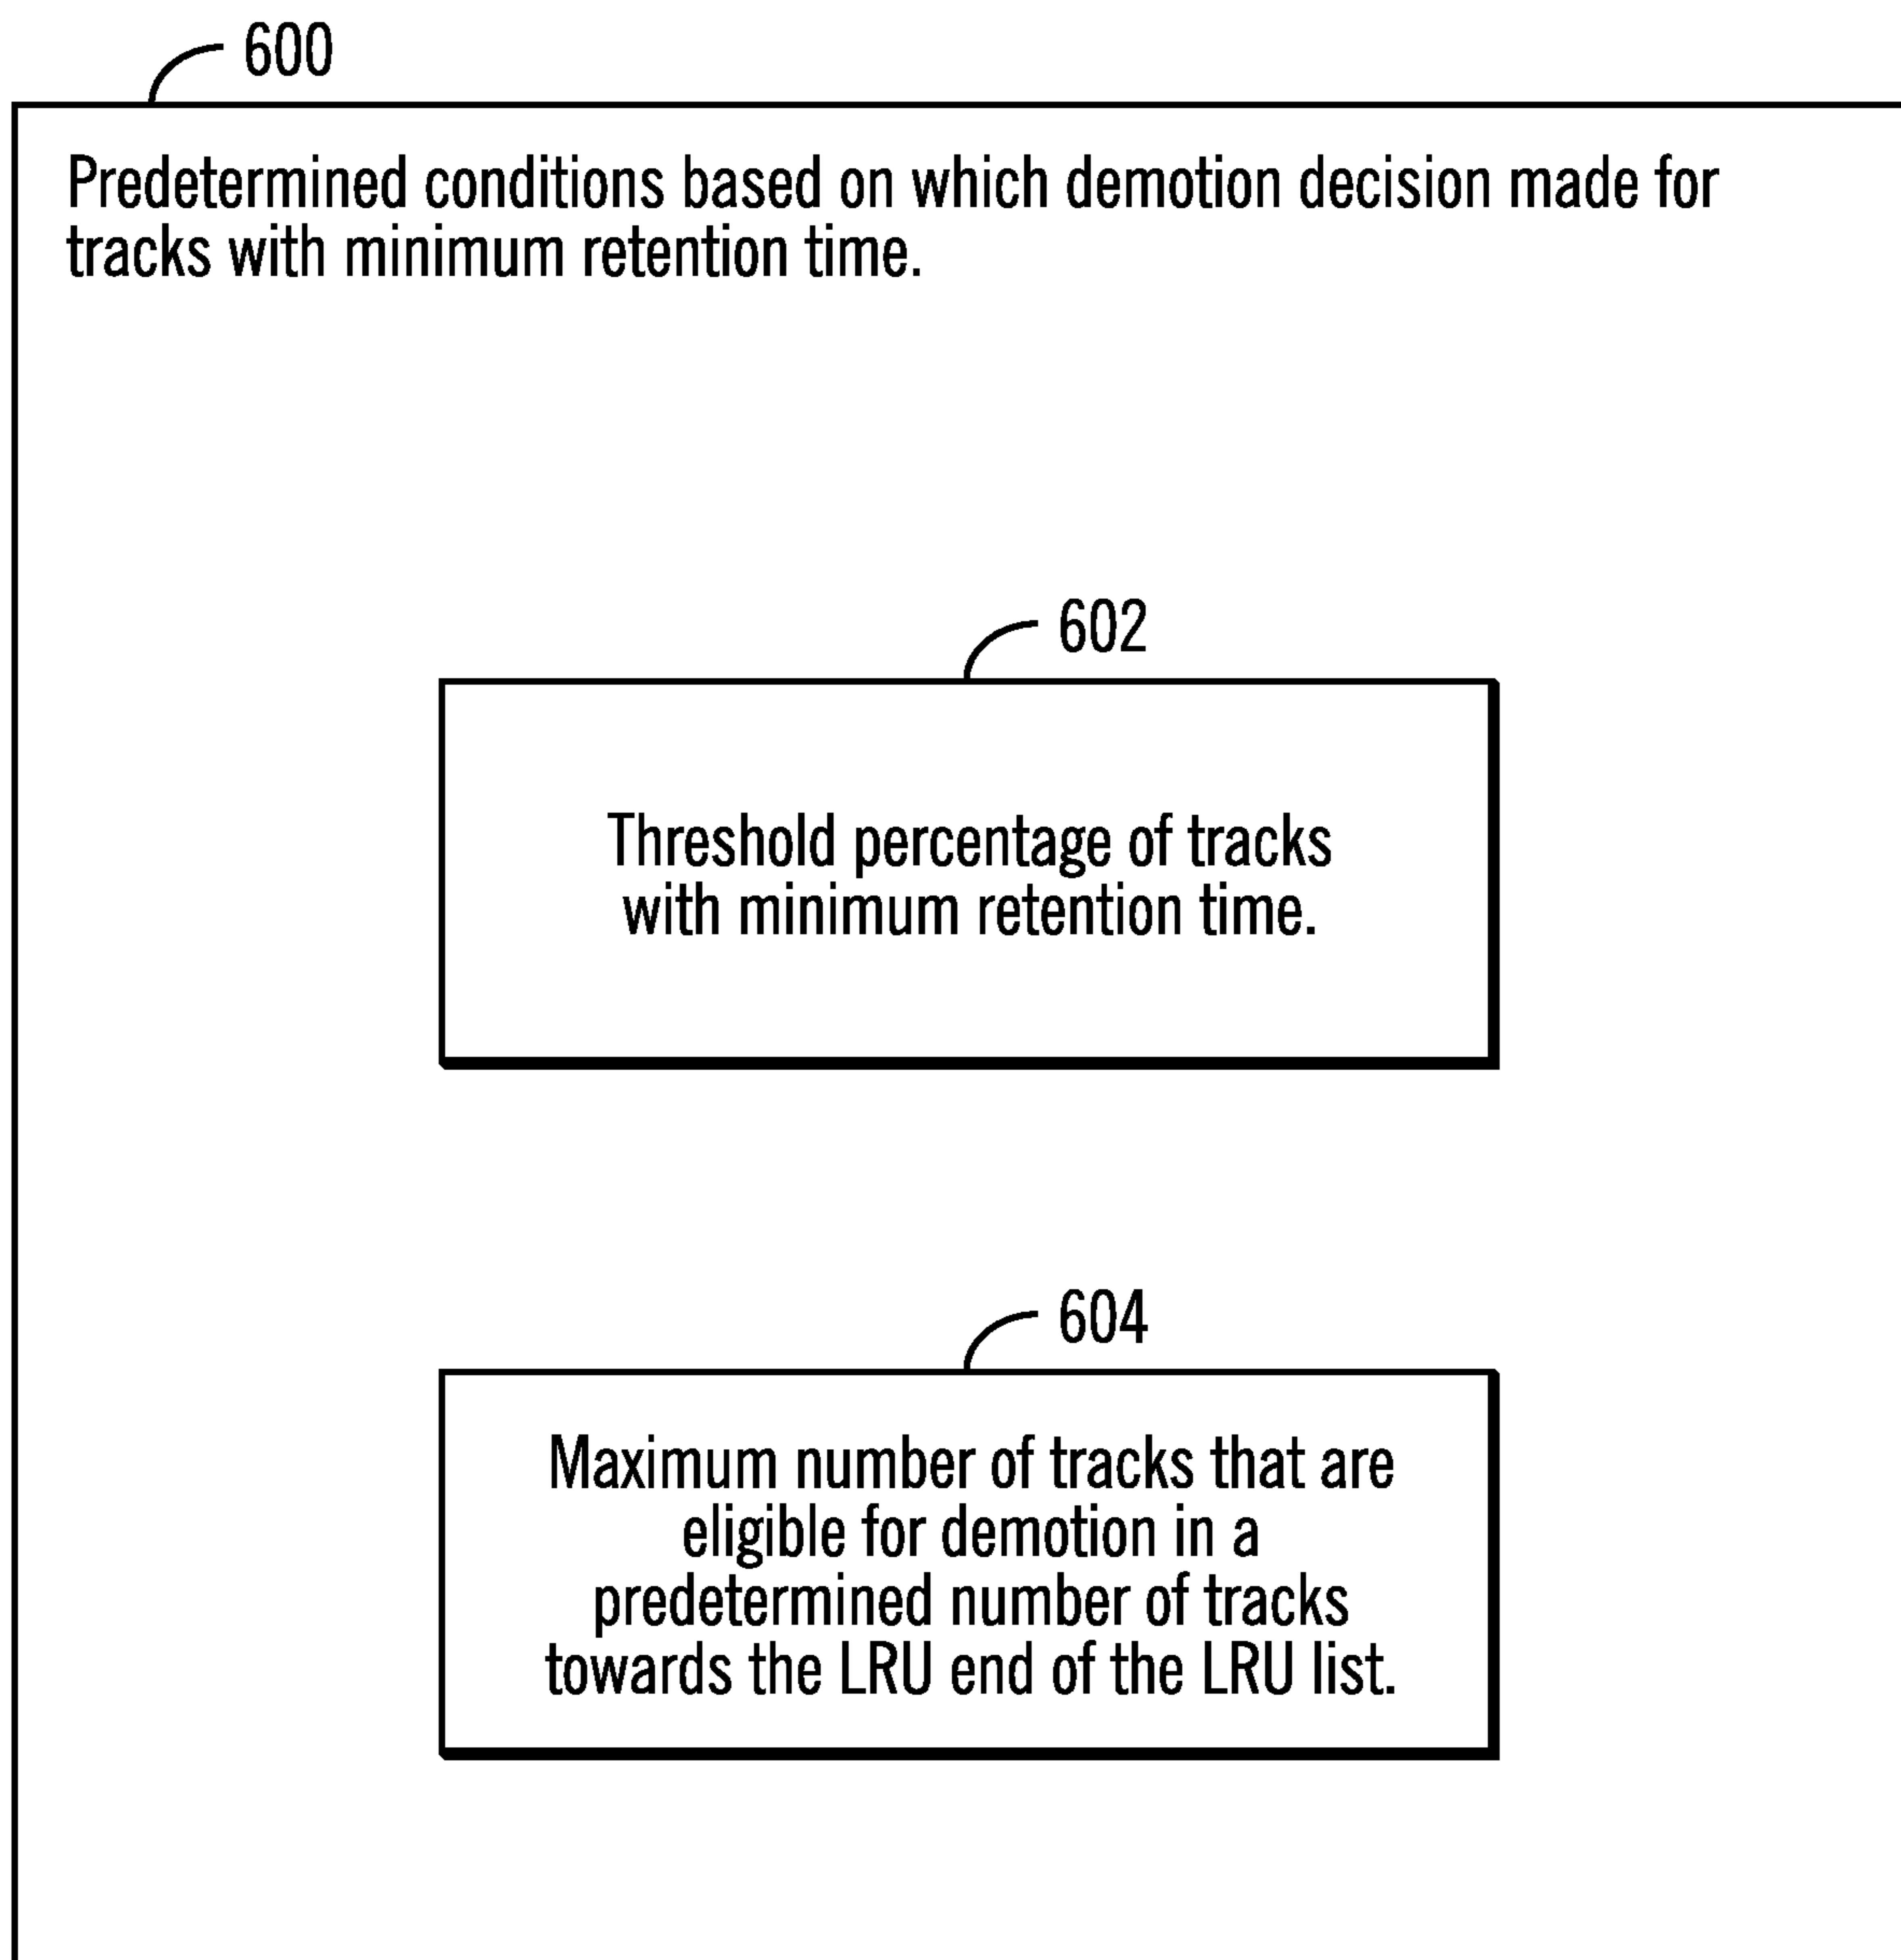 600
Predetermined conditions based on which demotion decision made for
tracks with minimum retention time.
602
Threshold percentage of tracks
with minimum retention time.
604
Maximum number of tracks that are
eligible for demotion in a
predetermined number of tracks
towards the LRU end of the LRU list.